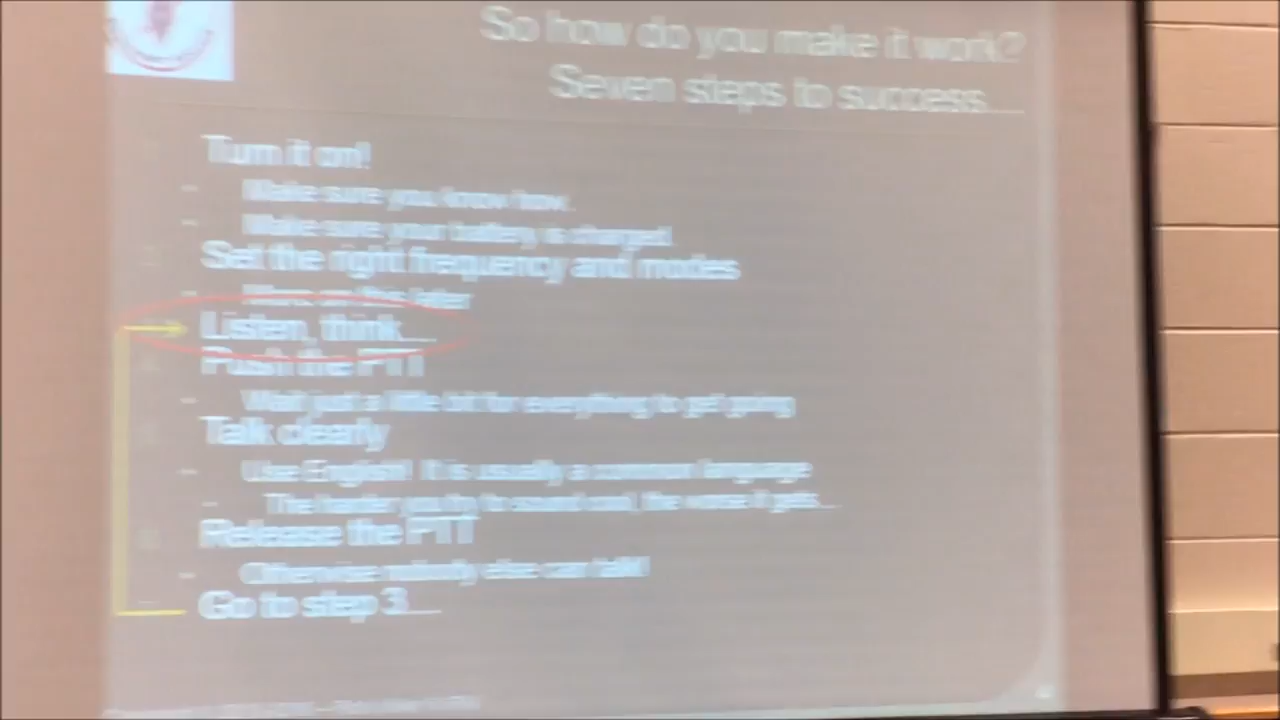 So how do you make it work?
Seven steps to success...
Turn it on!
- Make sure you know how.
- Make sure your battery is charged
Set the right frequency and modes
- More on this later
Listen, think...
Push the PTT
- Wait just a little bit for everything to get going
Talk clearly
- Use English! It is usually a common language
- The harder you try to sound cool, the worse it gets...
Release the PTT
- Otherwise nobody else can talk!
Go to step 3...